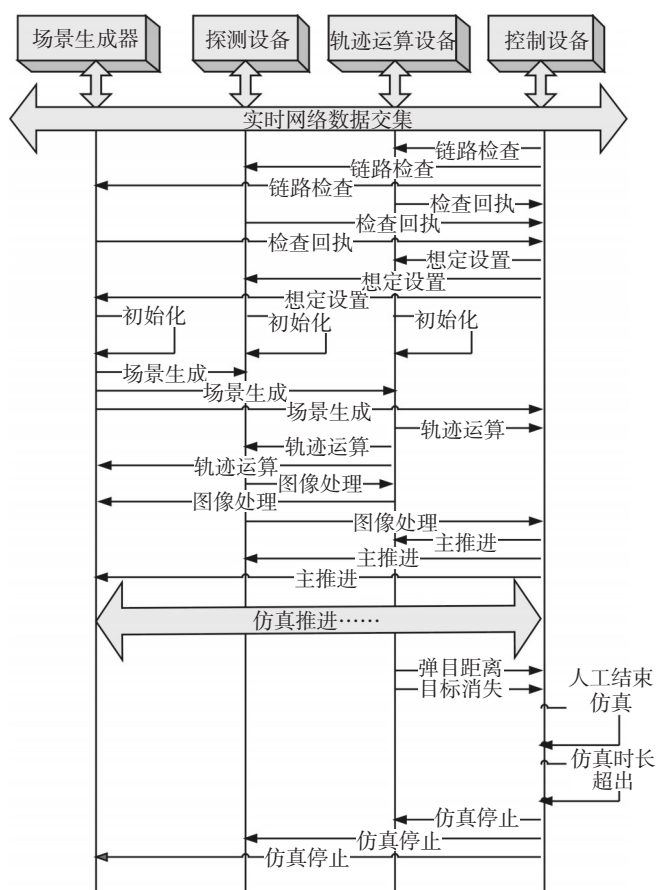 场景生成器
探测设备
轨迹运算设备
控制设备
实时网络数据交集
链路检查
链路检查
链路检查
检查回执
检查回执
检查回执
想定设置
想定设置
想定设置
初始化
初始化
初始化
场景生成
场景生成
场景生成
轨迹运算
轨迹运算
轨迹运算
图像处理
图像处理
图像处理
主推进
主推进
主推进
仿真推进……
弹目距离
目标消失
人工结束
仿真
仿真时长
超出
仿真停止
仿真停止
仿真停止